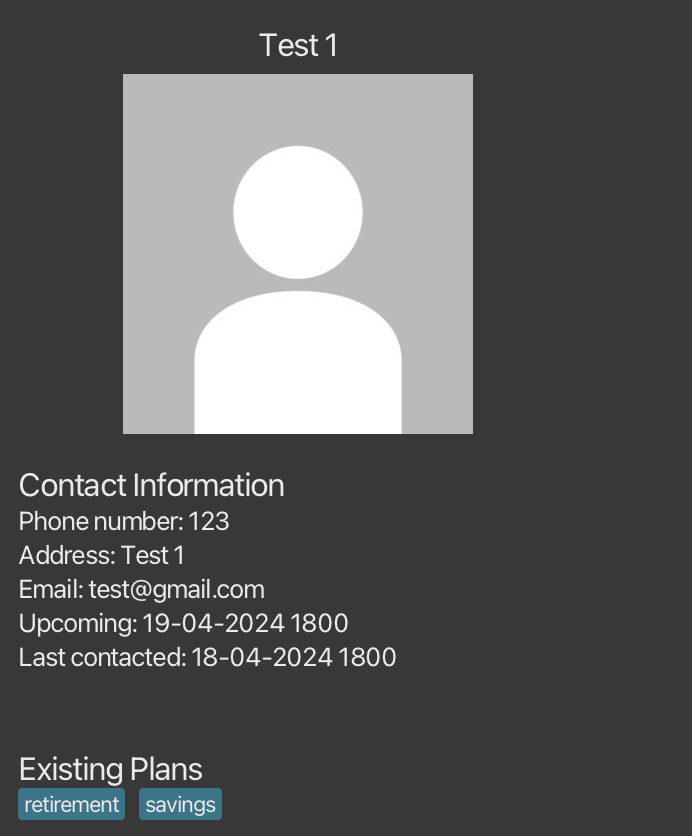 Test 1
Contact Information
Phone number: 123
Address: Test 1
Email: test@gmail.com
Upcoming: 19-04-2024 1800
Last contacted: 18-04-2024 1800
Existing Plans
retirement savings